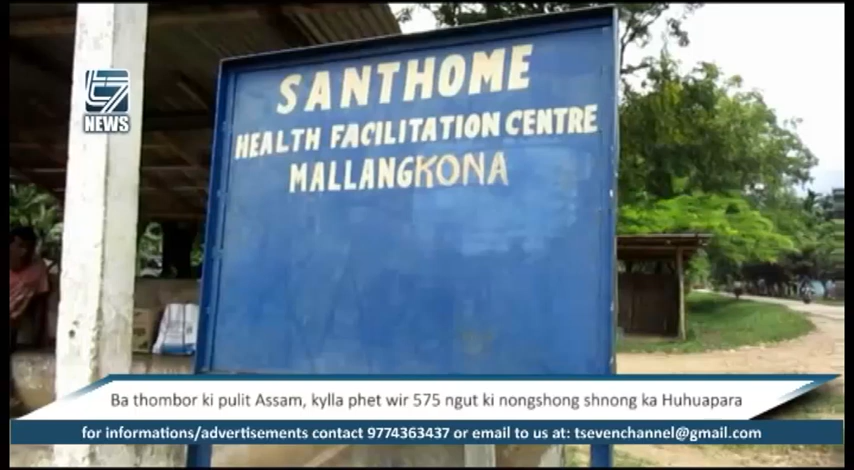 T7
NEWS
SANTHOME
HEALTH FACILITATION CENTRE
MALLANGKONA
Ba thombor ki pulit Assam, kylla phet wir 575 ngut ki nongshong shnong ka Huhuapara
for informations/advertisements contact 9774363437 or email to us at: tsevenchannel@gmail.com